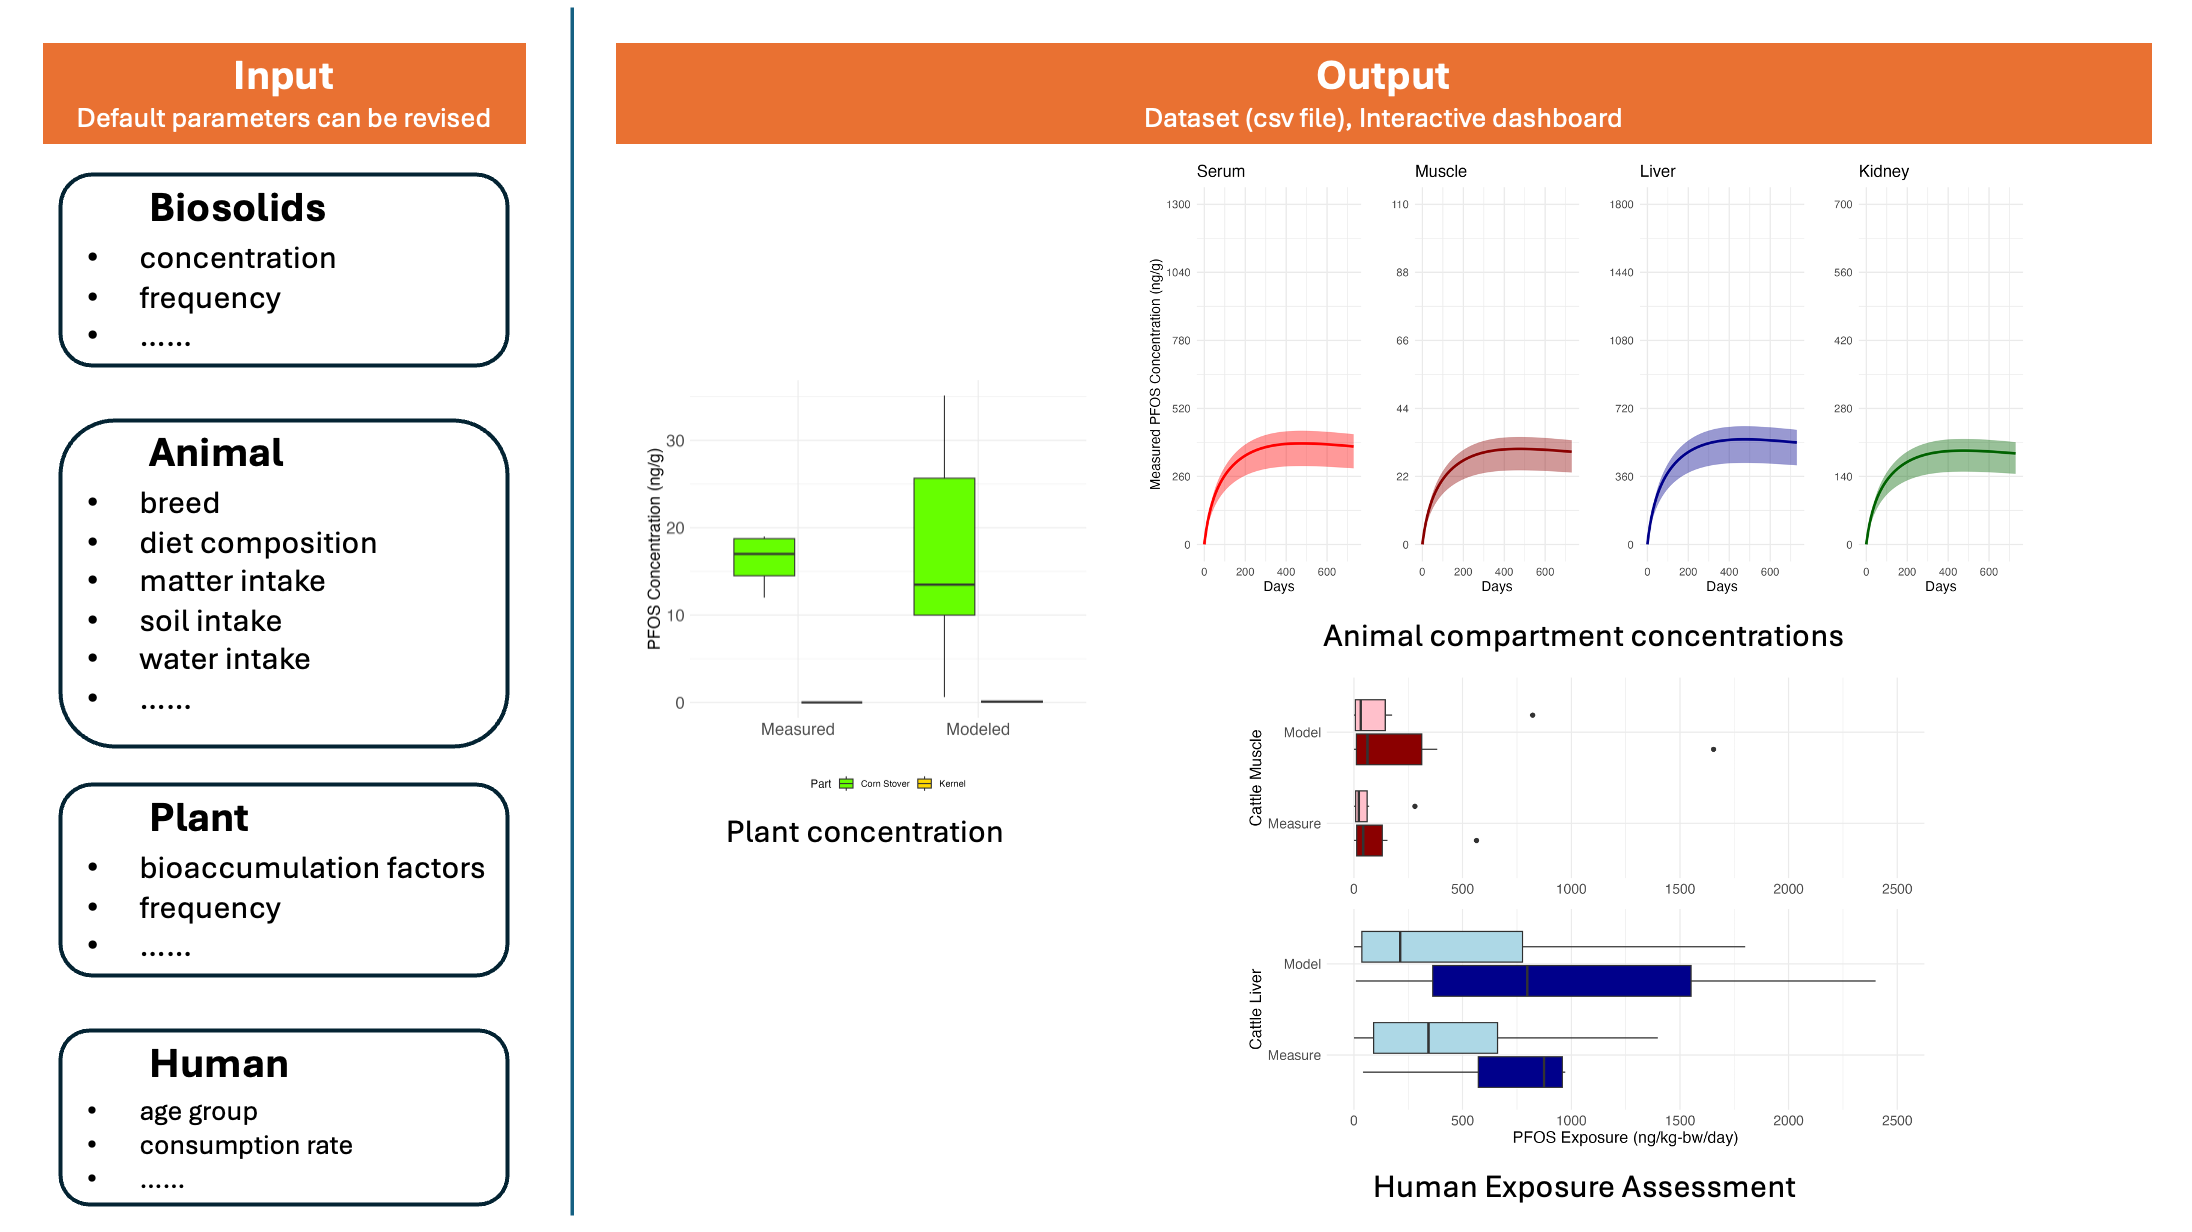 Input
Default parameters can be revised
Biosolids
• concentration
• frequency
• ......
Animal
• breed
• diet composition
• matter intake
• soil intake
• water intake
• ......
Plant
• bioaccumulation factors
• frequency
• ......
Human
• age group
• consumption rate
• ......
Output
Dataset (csv file), Interactive dashboard
PFOS Concentration (ng/g)
30
20
10
0
Measured Modeled
Part Corn Stover Kernel
Plant concentration
Measured PFOS Concentration (ng/g)
Serum
1300
1040
780
520
260
0
0 200 400 600
Days
Muscle
110
88
66
44
22
0
0 200 400 600
Days
Liver
1800
1440
1080
720
360
0
0 200 400 600
Days
Kidney
700
560
420
280
140
0
0 200 400 600
Days
Animal compartment concentrations
Cattle Muscle
Model
Measure
0 500 1000 1500 2000 2500
Cattle Liver
Model
Measure
0 500 1000 1500 2000 2500
PFOS Exposure (ng/kg-bw/day)
Human Exposure Assessment